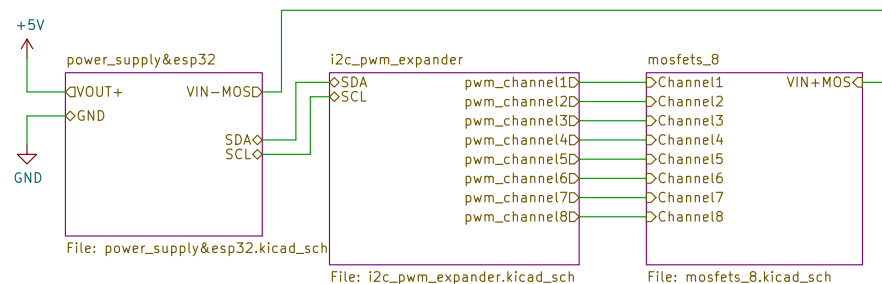 +5V
power_supply&esp32
VOUT+
VIN-MOS
GND
SDA
SCL
GND
File: power_supply&esp32.kicad_sch
i2c_pwm_expander
SDA
SCL
pwm_channel1
pwm_channel2
pwm_channel3
pwm_channel4
pwm_channel5
pwm_channel6
pwm_channel7
pwm_channel8
File: i2c_pwm_expander.kicad_sch
mosfets_8
Channel1
VIN+MOS
Channel2
Channel3
Channel4
Channel5
Channel6
Channel7
Channel8
File: mosfets_8.kicad_sch